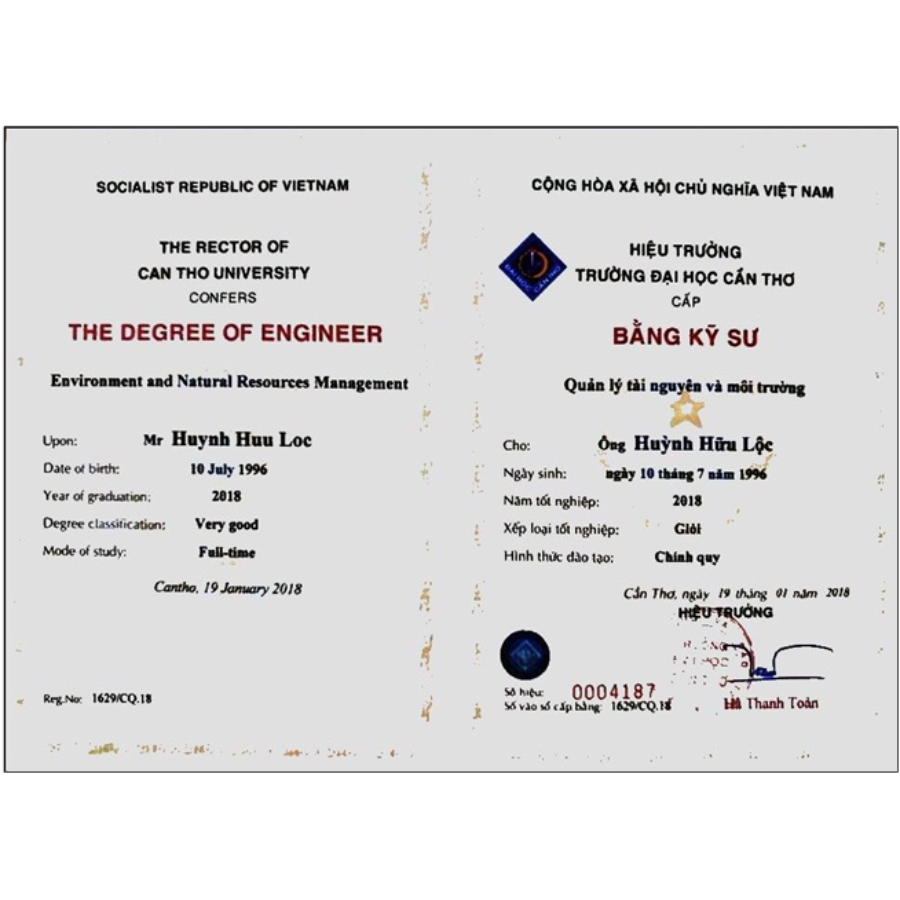 SOCIALIST REPUBLIC OF VIETNAM
THE RECTOR OF
CAN THO UNIVERSITY
CONFERS
THE DEGREE OF ENGINEER
Environment and Natural Resources Management
Upon: Mr Huynh Huu Loc
Date of birth: 10 July 1996
Year of graduation: 2018
Degree classification: Very good
Mode of study: Full-time
Cantho, 19 January 2018
Reg.No: 1629/CQ.18
CỘNG HÒA XÃ HỘI CHỦ NGHĨA VIỆT NAM
ĐẠI HỌC CẦN THƠ
HIỆU TRƯỞNG
TRƯỜNG ĐẠI HỌC CẦN THƠ
CẤP
BẰNG KỸ SƯ
Quản lý tài nguyên và môi trường
Cho: Ông Huỳnh Hữu Lộc
Ngày sinh: ngày 10 tháng 7 năm 1996
Năm tốt nghiệp: 2018
Xếp loại tốt nghiệp: Giỏi
Hình thức đào tạo: Chính quy
Cần Thơ, ngày 19 tháng 01 năm 2018
HIỆU TRƯỞNG
Số hiệu: 0004187
Số vào sổ cấp bằng: 1629/CQ.18
Hà Thanh Toàn